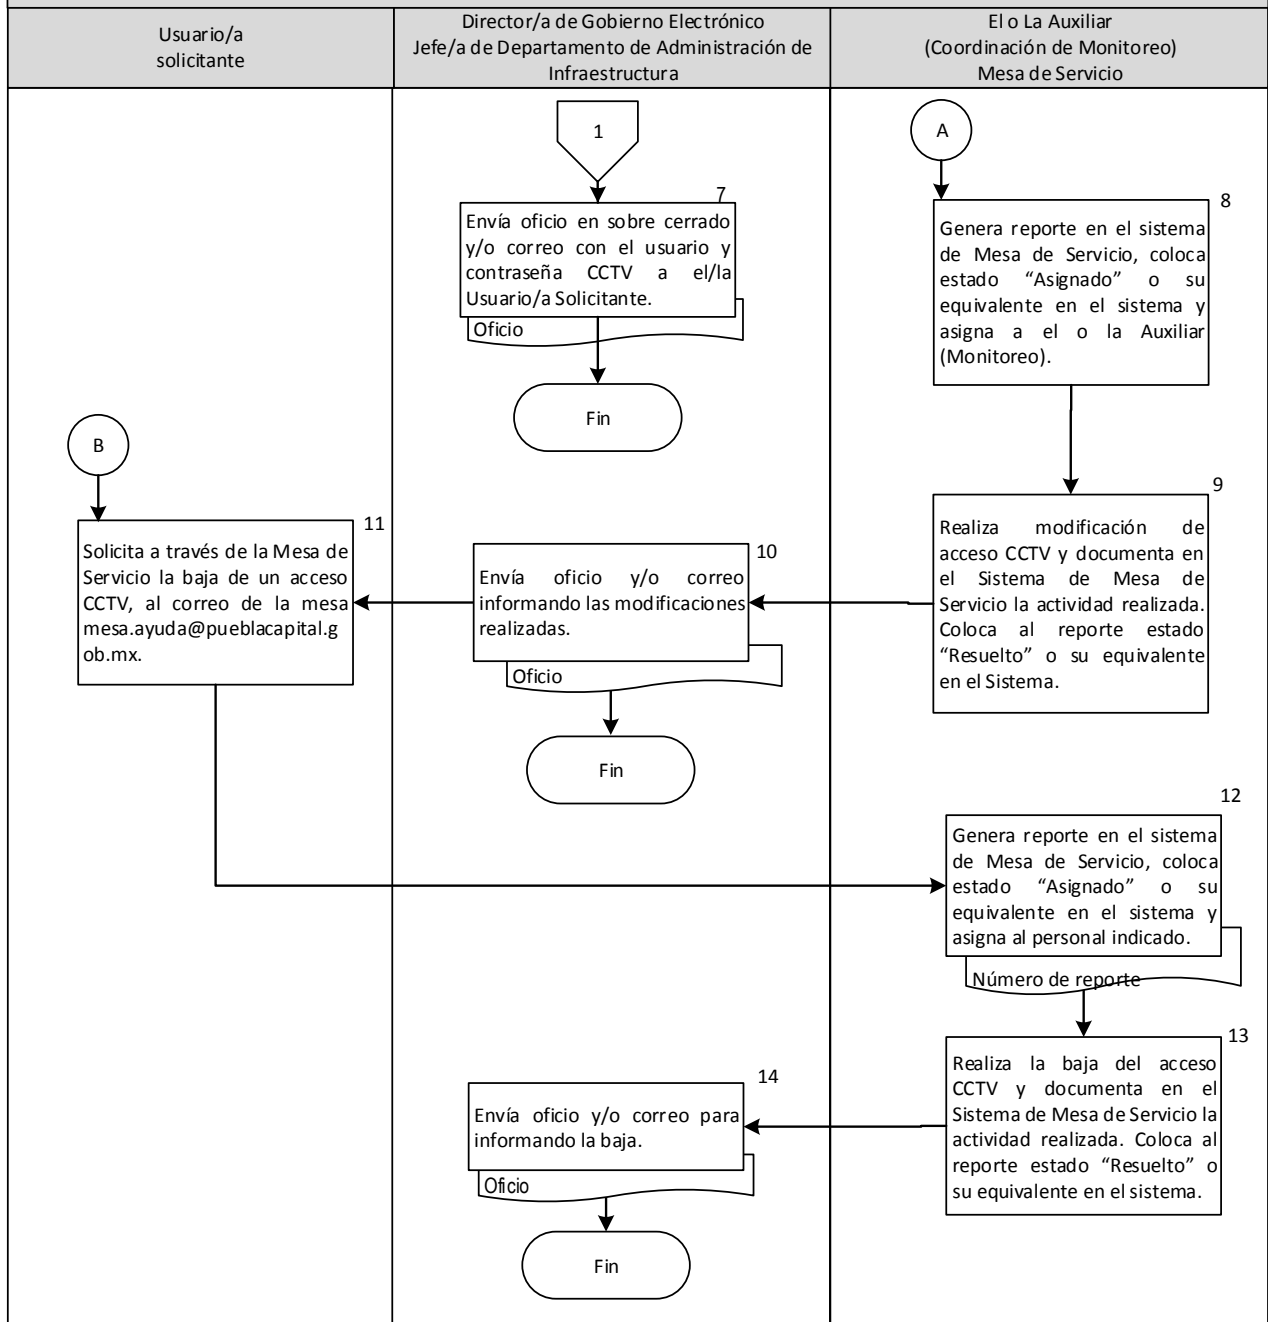 Usuario/a
solicitante
Director/a de Gobierno Electrónico
Jefe/a de Departamento de Administración de
Infraestructura
El o La Auxiliar
(Coordinación de Monitoreo)
Mesa de Servicio
1
A
7
Envía oficio en sobre cerrado
y/o correo con el usuario y
contraseña CCTV a el/la
Usuario/a Solicitante.
Oficio
Fin
8
Genera reporte en el sistema
de Mesa de Servicio, coloca
estado “Asignado” o su
equivalente en el sistema y
asigna a el o la Auxiliar
(Monitoreo).
B
9
Realiza modificación de
acceso CCTV y documenta en
el Sistema de Mesa de
Servicio la actividad realizada.
Coloca al reporte estado
“Resuelto” o su equivalente
en el Sistema.
10
Envía oficio y/o correo
informando las modificaciones
realizadas.
Oficio
Fin
11
Solicita a través de la Mesa de
Servicio la baja de un acceso
CCTV, al correo de la mesa
mesa.ayuda@pueblacapital.g
ob.mx.
12
Genera reporte en el sistema
de Mesa de Servicio, coloca
estado “Asignado” o su
equivalente en el sistema y
asigna al personal indicado.
Número de reporte
13
Realiza la baja del acceso
CCTV y documenta en el
Sistema de Mesa de Servicio la
actividad realizada. Coloca al
reporte estado “Resuelto” o
su equivalente en el sistema.
14
Envía oficio y/o correo para
informando la baja.
Oficio
Fin